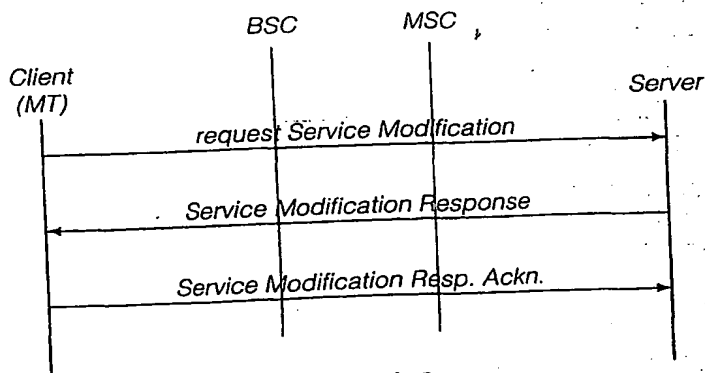 BSC MSC
Client
(MT)
Server
request Service Modification
Service Modification Response
Service Modification Resp. Ackn.